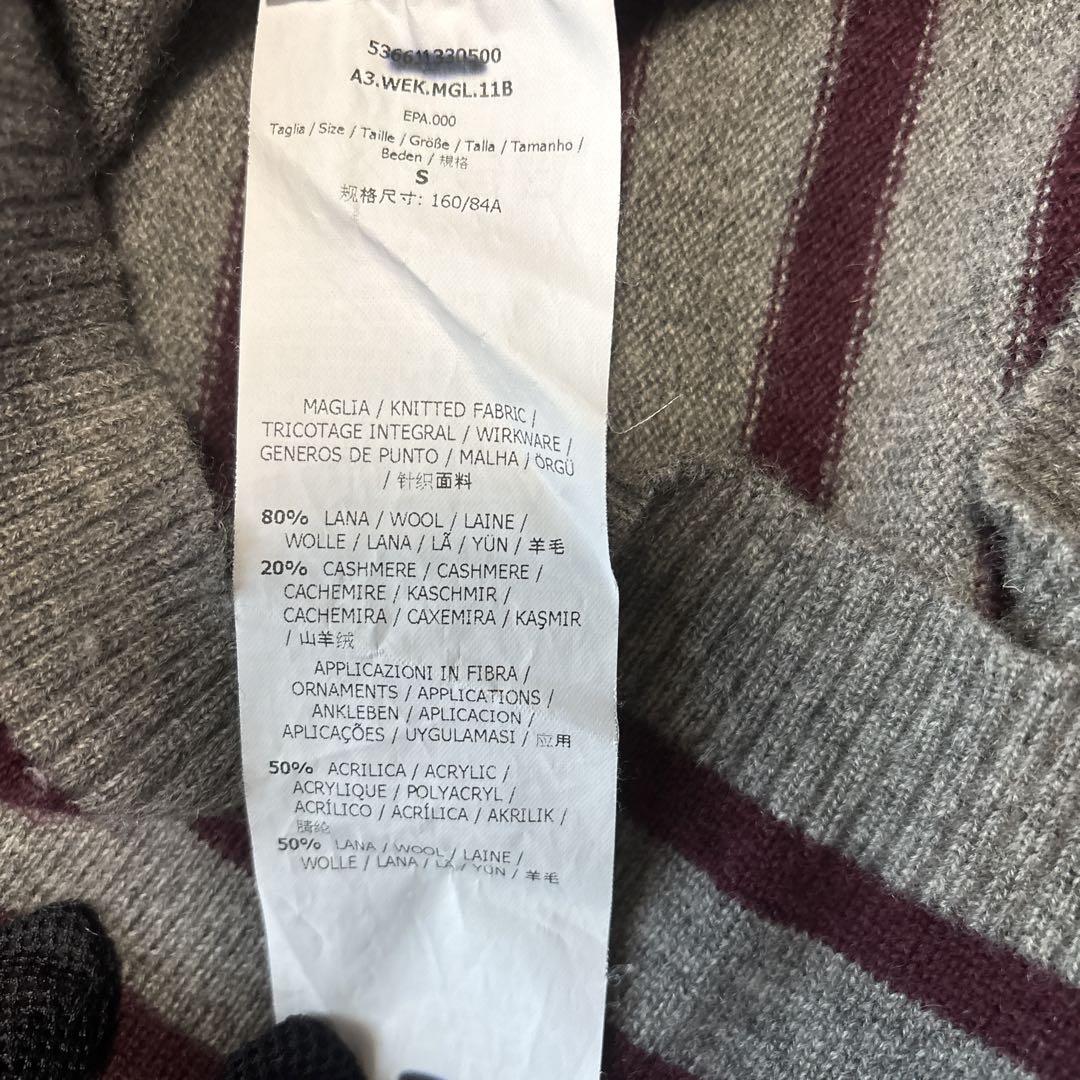 536611330500
A3.WEK.MGL.11B
EPA.000
Taglia / Size / Taille / Größe / Talla / Tamanho /
Beden / 規格
S
规格尺寸: 160/84A
MAGLIA / KNITTED FABRIC /
TRICOTAGE INTEGRAL / WIRKWARE /
GENEROS DE PUNTO / MALHA / ÖRGÜ
/ 针织面料
80% LANA / WOOL / LAINE /
WOLLE / LANA / LÃ / YÜN / 羊毛
20% CASHMERE / CASHMERE /
CACHEMIRE / KASCHMIR /
CACHEMIRA / CAXEMIRA / KAŞMIR
/ 山羊绒
APPLICAZIONI IN FIBRA /
ORNAMENTS / APPLICATIONS /
ANKLEBEN / APLICACION /
APLICAÇÕES / UYGULAMASI / 应用
50% ACRILICA / ACRYLIC /
ACRYLIQUE / POLYACRYL /
ACRÍLICO / ACRÍLICA / AKRILIK /
腈纶
50% LANA / WOOL / LAINE /
WOLLE / LANA / LÃ / YÜN / 羊毛